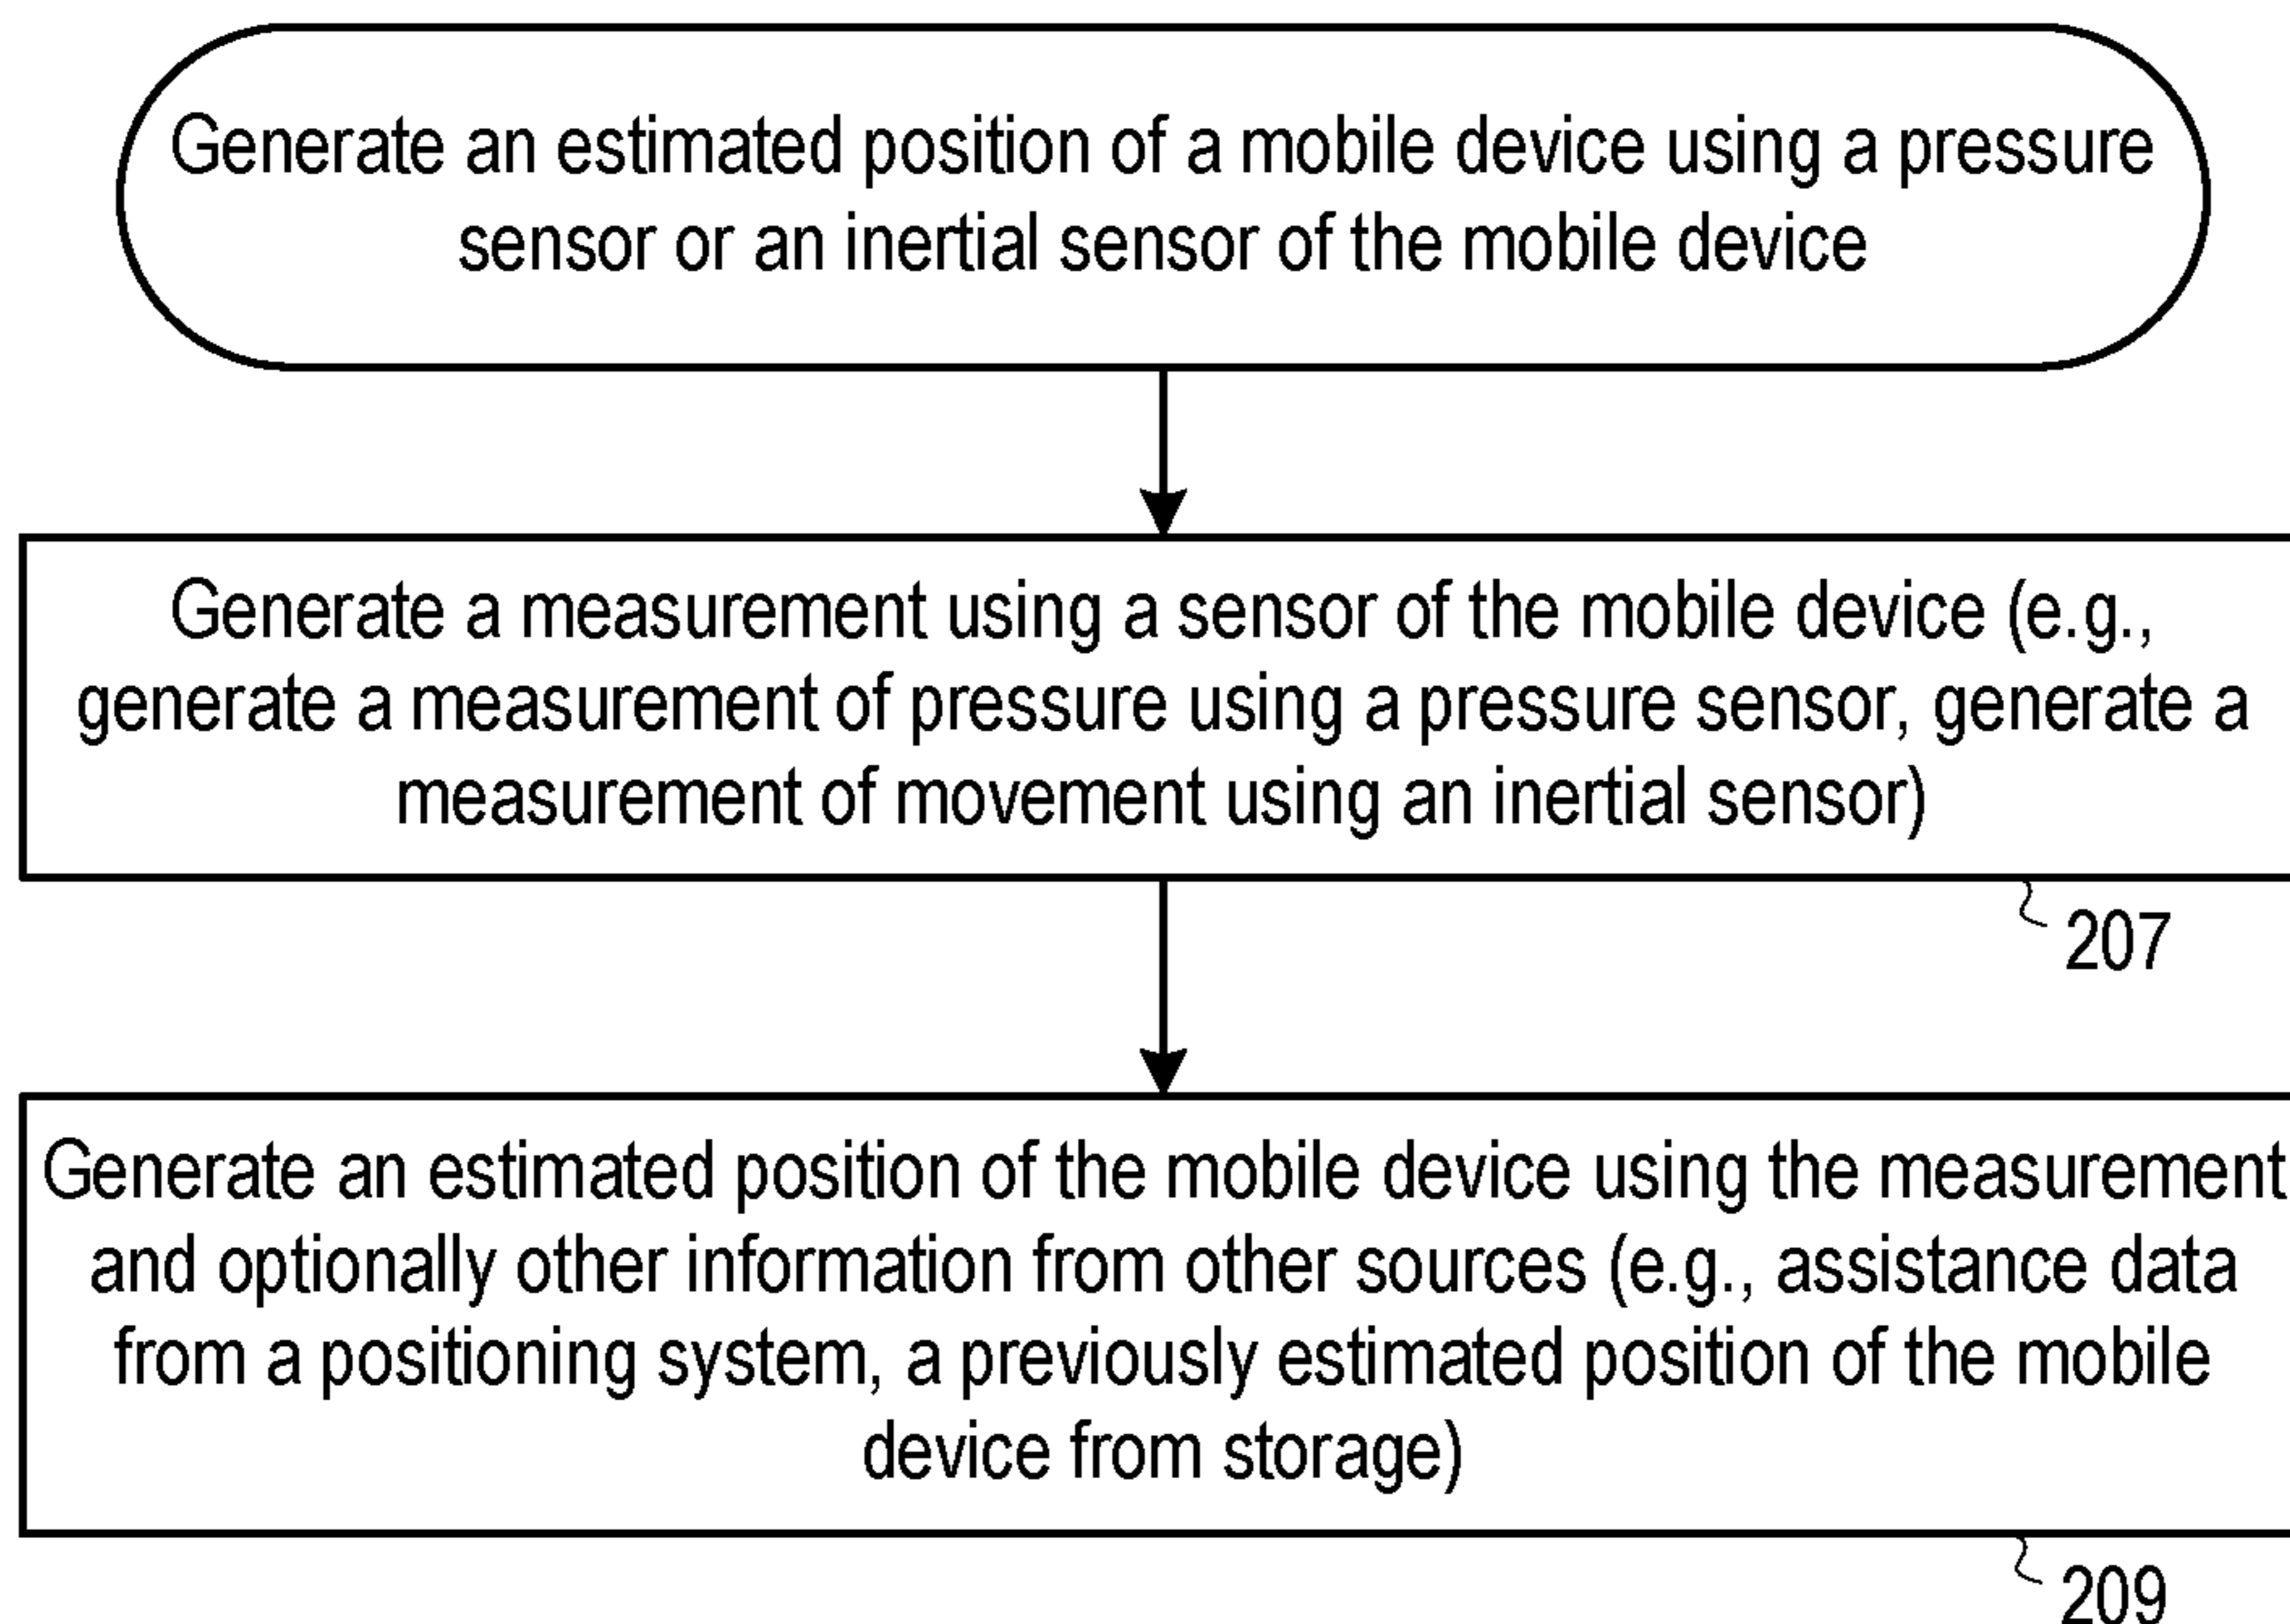 Generate an estimated position of a mobile device using a pressure
sensor or an inertial sensor of the mobile device
Generate a measurement using a sensor of the mobile device (e.g.,
generate a measurement of pressure using a pressure sensor, generate a
measurement of movement using an inertial sensor)
207
Generate an estimated position of the mobile device using the measurement
and optionally other information from other sources (e.g., assistance data
from a positioning system, a previously estimated position of the mobile
device from storage)
209